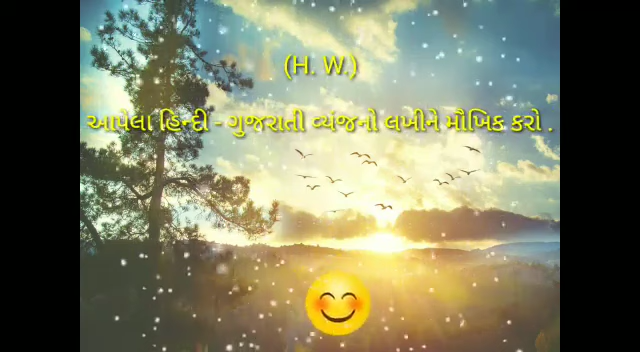 (H. W.)
આપેલા હિન્દી - ગુજરાતી વ્યંજનો લખીને મૌખિક કરો .